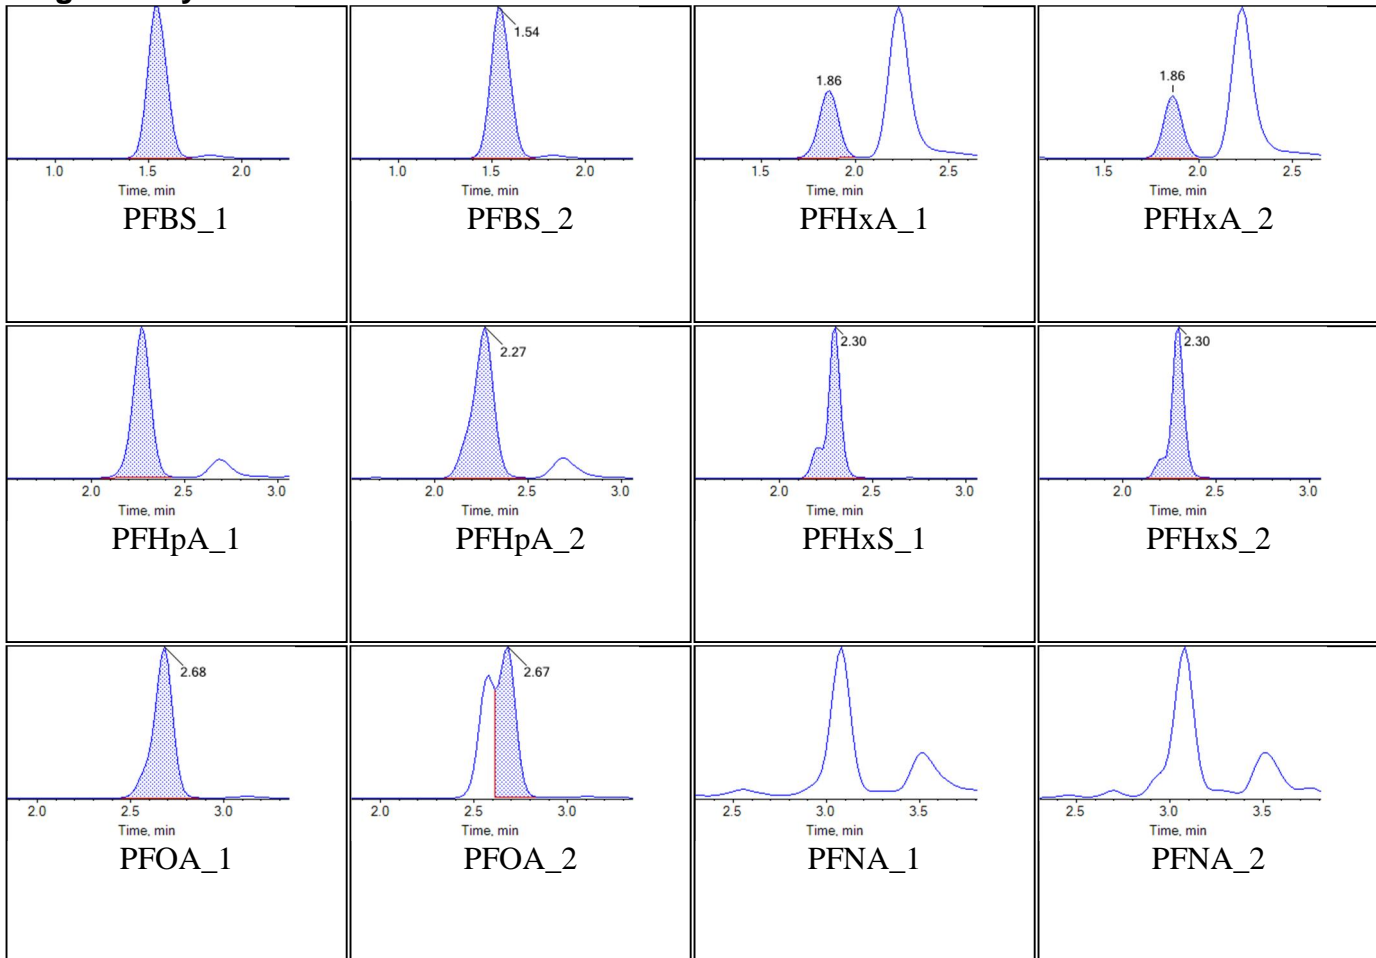 1.54
1.86
1.86
1.0 1.5 2.0
1.0 1.5 2.0
1.5 2.0 2.5
1.5 2.0 2.5
Time, min
Time, min
Time, min
Time, min
PFBS_1
PFBS_2
PFHxA_1
PFHxA_2
2.27
2.30
2.30
2.0 2.5 3.0
2.0 2.5 3.0
2.0 2.5 3.0
2.0 2.5 3.0
Time, min
Time, min
Time, min
Time, min
PFHpA_1
PFHpA_2
PFHxS_1
PFHxS_2
2.68
2.67
2.0 2.5 3.0
2.0 2.5 3.0
2.5 3.0 3.5
2.5 3.0 3.5
Time, min
Time, min
Time, min
Time, min
PFOA_1
PFOA_2
PFNA_1
PFNA_2